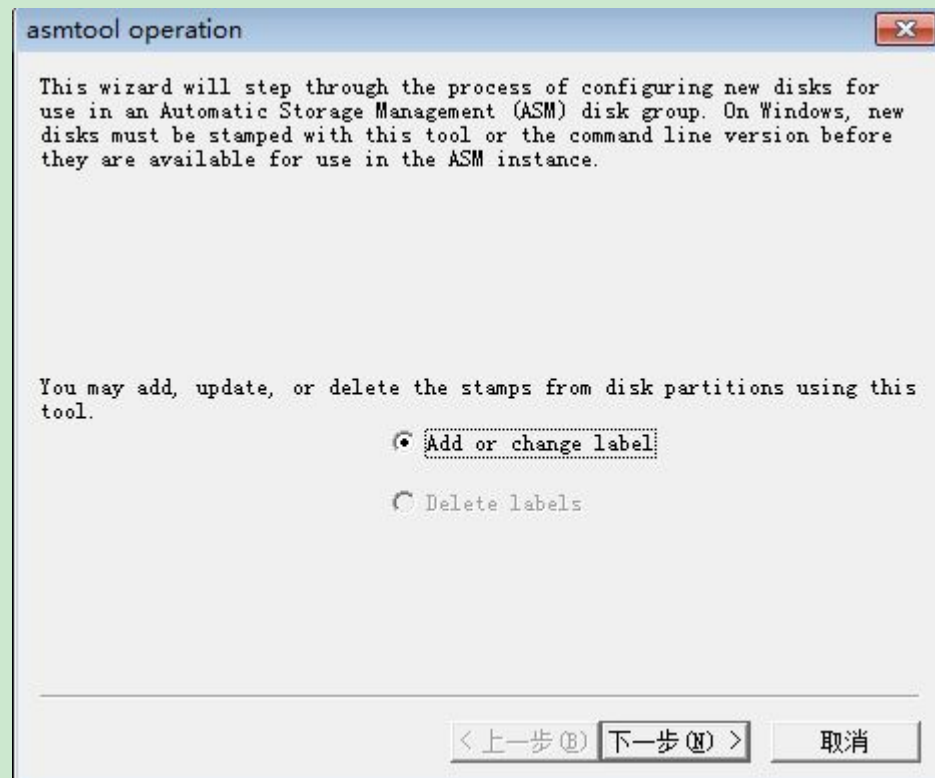 asmtool operation
This wizard will step through the process of configuring new disks for
use in an Automatic Storage Management (ASM) disk group. On Windows, new
disks must be stamped with this tool or the command line version before
they are available for use in the ASM instance.
You may add, update, or delete the stamps from disk partitions using this
tool.
Add or change label
Delete labels
< 上一步(B) 下一步(N) > 取消